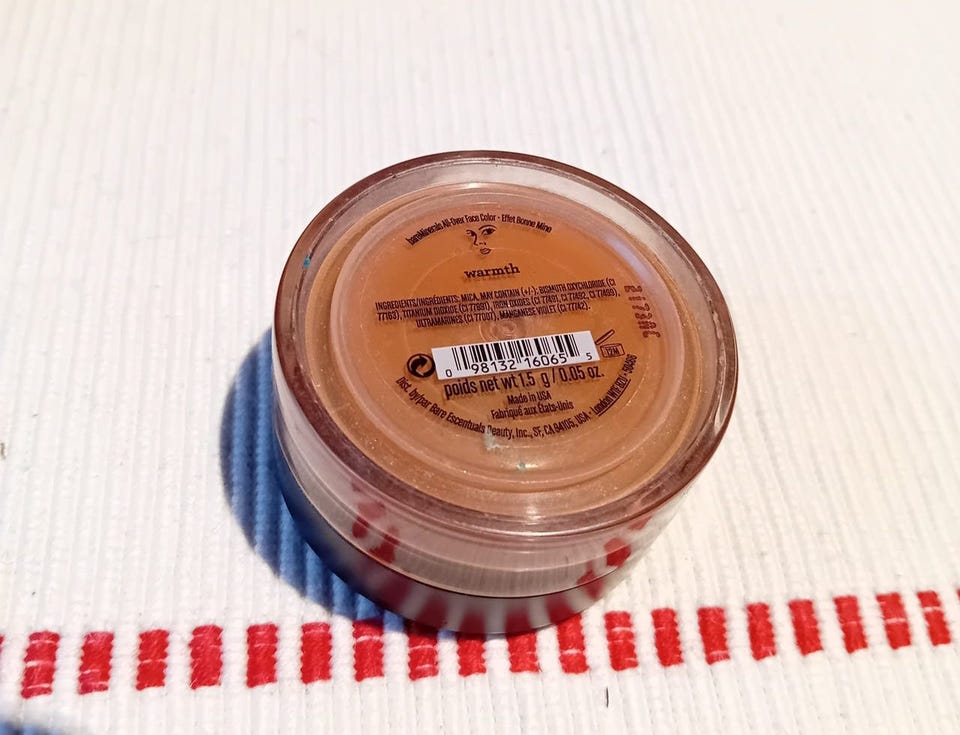 bareMinerals All-Over Face Color - Effet Bonne Mine
warmth
INGREDIENTS/INGRÉDIENTS: MICA, MAY CONTAIN (+/-): BISMUTH OXYCHLORIDE (CI
77163), TITANIUM DIOXIDE (CI 77891), IRON OXIDES (CI 77491, CI 77492, CI 77499),
ULTRAMARINES (CI 77007), MANGANESE VIOLET (CI 77742).
0 98132 16065 5
12M
poids net wt 1.5 g / 0.05 oz.
Made in USA
Fabriqué aux États-Unis
Dist. by/par Bare Escentuals Beauty, Inc., SF, CA 94105, USA • London W1F